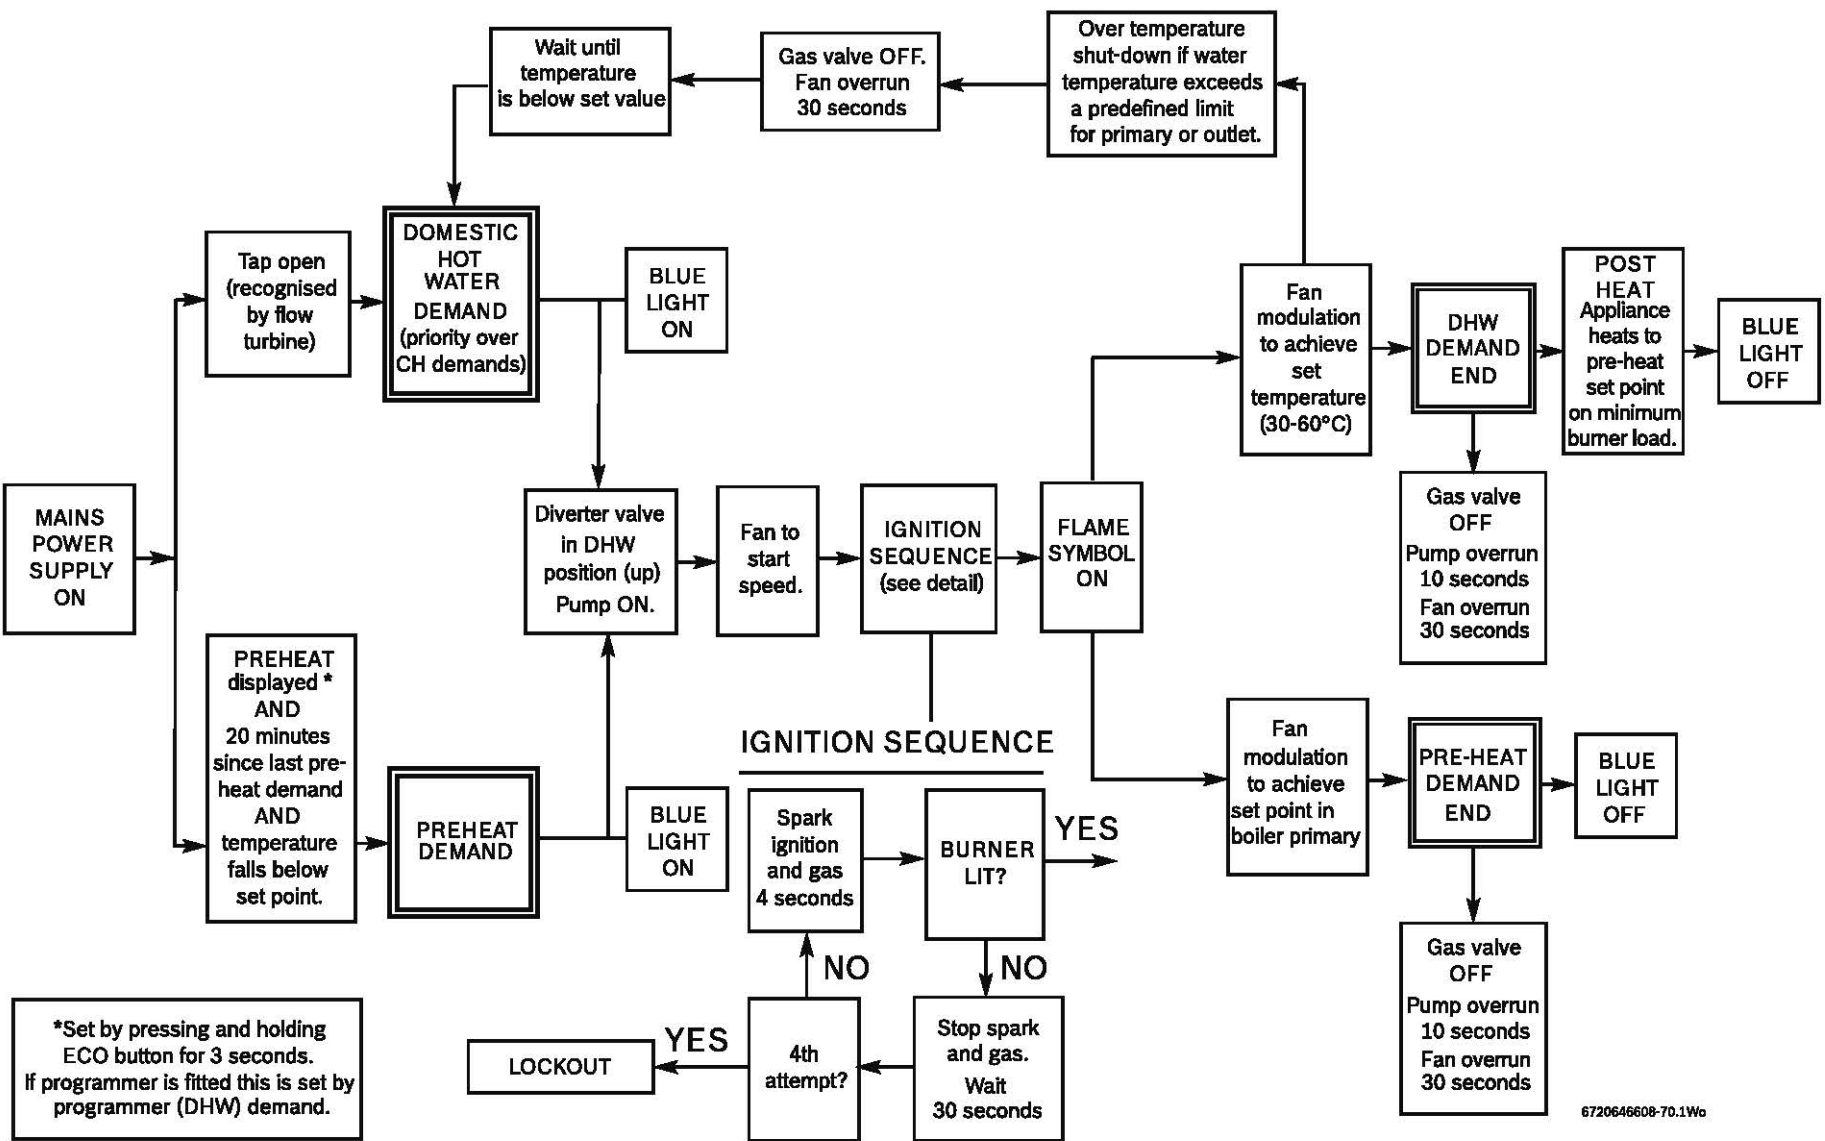 Wait until
temperature
is below set value
Gas valve OFF.
Fan overrun
30 seconds
Over temperature
shut-down if water
temperature exceeds
a predefined limit
for primary or outlet.
Tap open
(recognised
by flow
turbine)
DOMESTIC
HOT
WATER
DEMAND
(priority over
CH demands)
BLUE
LIGHT
ON
Fan
modulation
to achieve
set
temperature
(30-60°C)
DHW
DEMAND
END
POST
HEAT
Appliance
heats to
pre-heat
set point
on minimum
burner load.
BLUE
LIGHT
OFF
MAINS
POWER
SUPPLY
ON
Diverter valve
in DHW
position (up)
Pump ON.
Fan to
start
speed.
IGNITION
SEQUENCE
(see detail)
FLAME
SYMBOL
ON
Gas valve
OFF
Pump overrun
10 seconds
Fan overrun
30 seconds
PREHEAT
displayed *
AND
20 minutes
since last pre-
heat demand
AND
temperature
falls below
set point.
PREHEAT
DEMAND
BLUE
LIGHT
ON
IGNITION SEQUENCE
Spark
ignition
and gas
4 seconds
BURNER
LIT?
YES
Fan
modulation
to achieve
set point in
boiler primary
PRE-HEAT
DEMAND
END
BLUE
LIGHT
OFF
NO
NO
*Set by pressing and holding
ECO button for 3 seconds.
If programmer is fitted this is set by
programmer (DHW) demand.
LOCKOUT
YES
4th
attempt?
Stop spark
and gas.
Wait
30 seconds
Gas valve
OFF
Pump overrun
10 seconds
Fan overrun
30 seconds
6720646608-70.1Wo